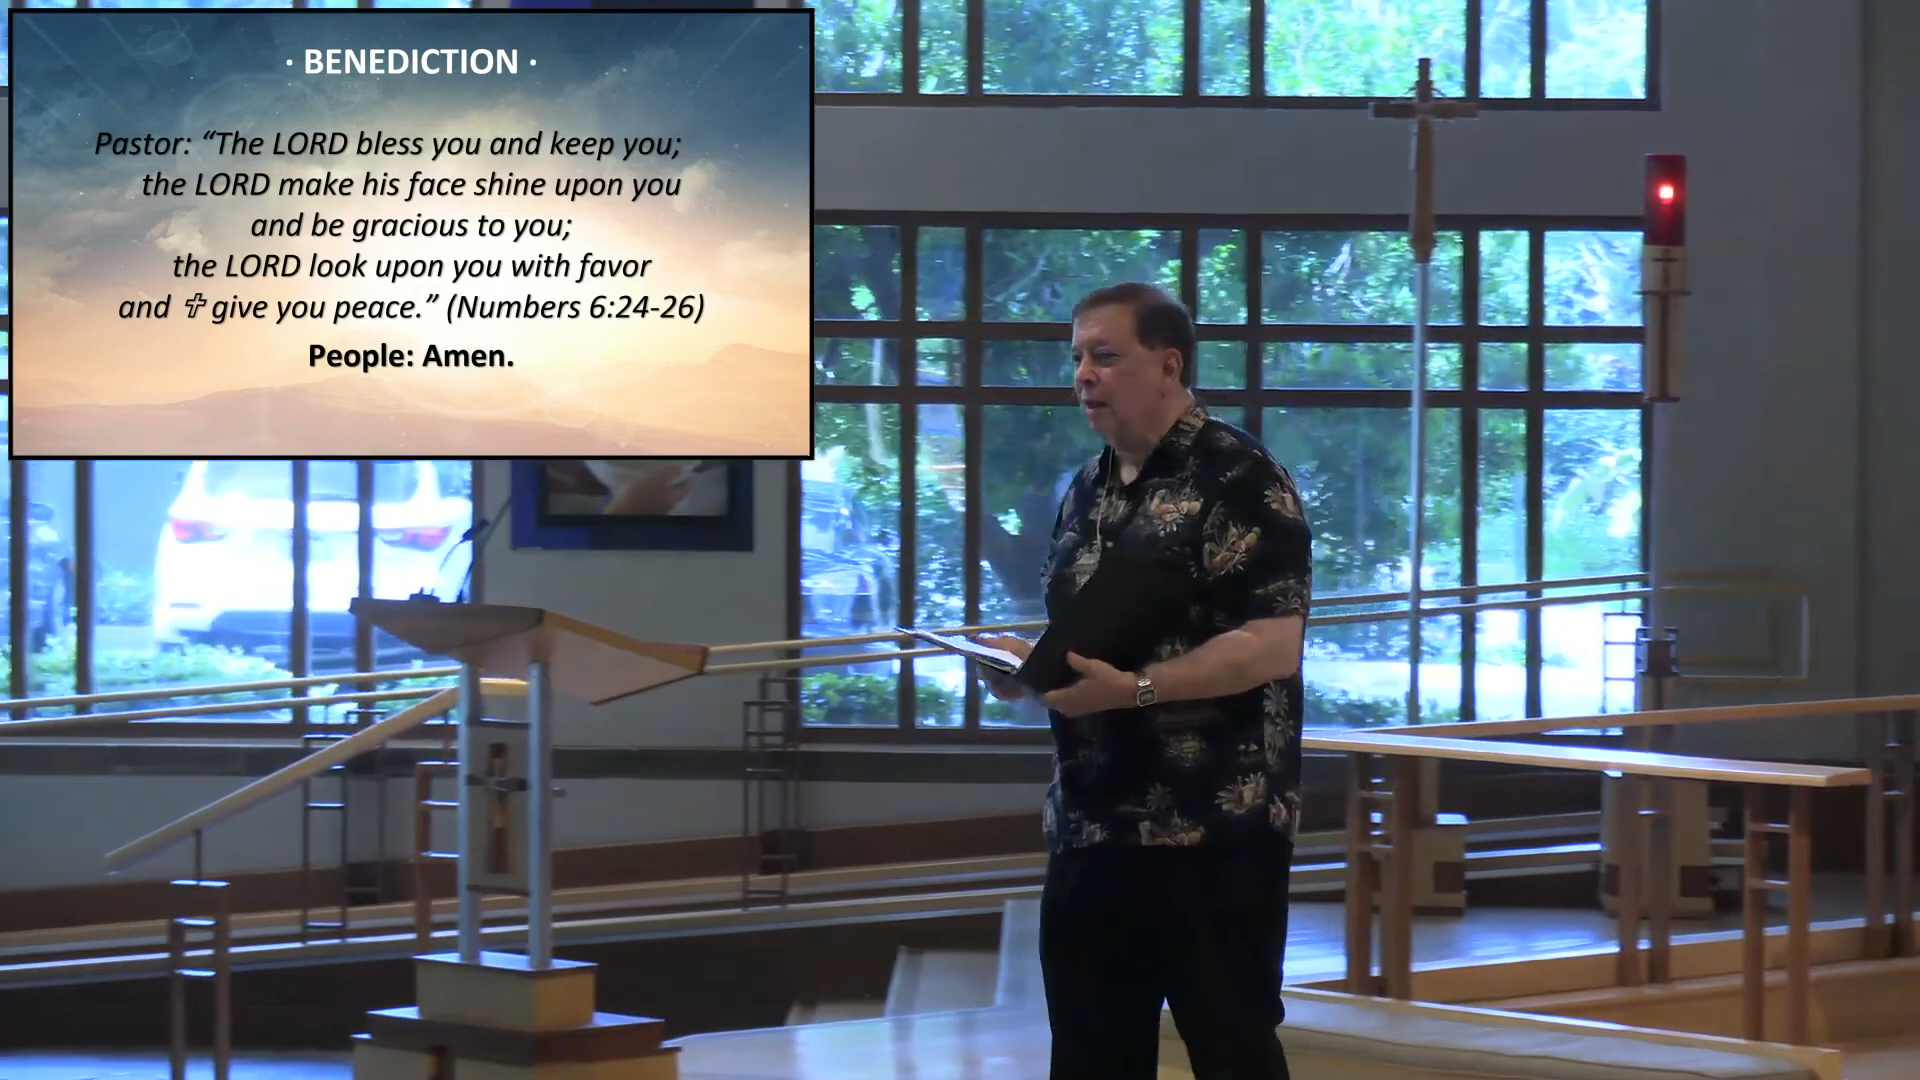 · BENEDICTION ·
Pastor: “The LORD bless you and keep you;
the LORD make his face shine upon you
and be gracious to you;
the LORD look upon you with favor
and ✞ give you peace.” (Numbers 6:24-26)
People: Amen.